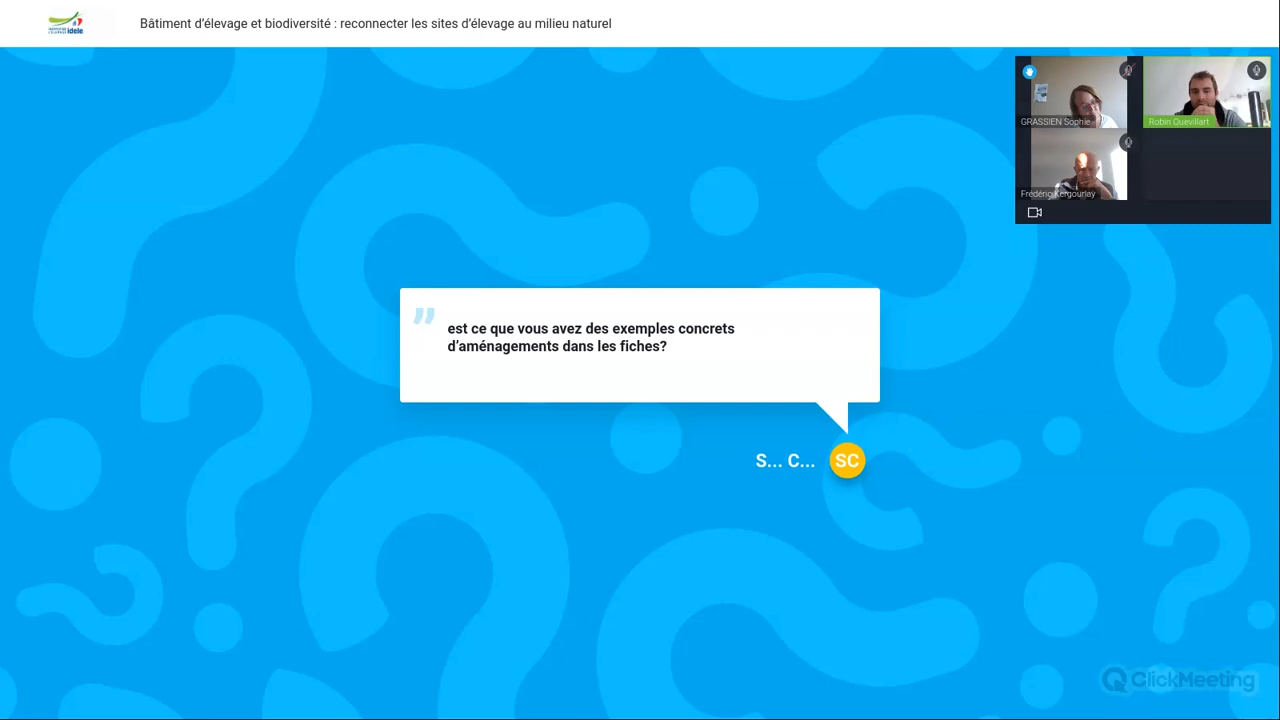 idele
Bâtiment d’élevage et biodiversité : reconnecter les sites d’élevage au milieu naturel
GRASSIEN Sophie
Robin Quevillart
Frédéric Kergourlay
est ce que vous avez des exemples concrets
d’aménagements dans les fiches?
S... C...
SC
ClickMeeting